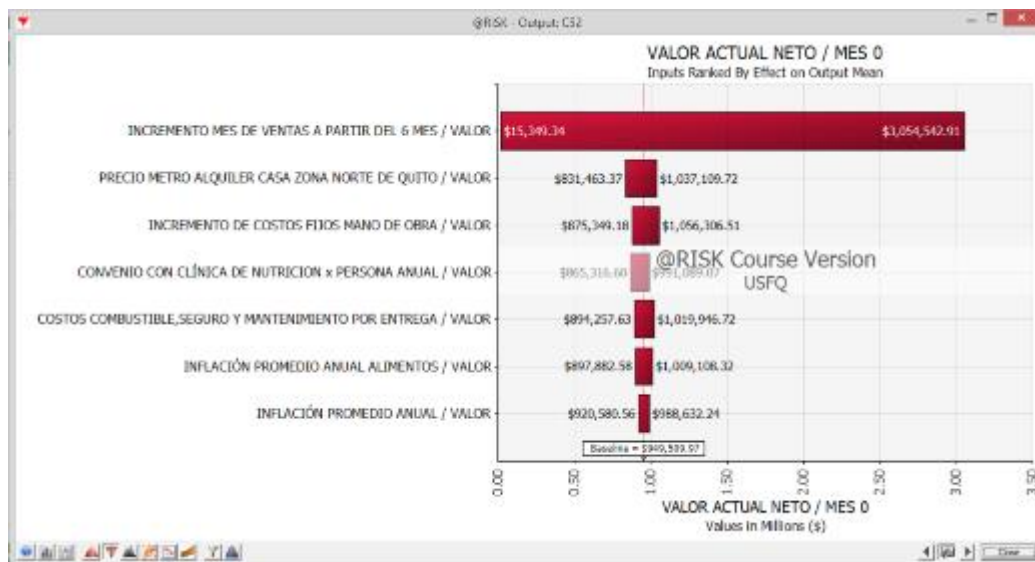 @RISK - Output: C52
VALOR ACTUAL NETO / MES 0
Inputs Ranked By Effect on Output Mean
INCREMENTO MES DE VENTAS A PARTIR DEL 6 MES / VALOR
$15,349.34
$3,054,542.91
PRECIO METRO ALQUILER CASA ZONA NORTE DE QUITO / VALOR
$831,463.37
$1,037,109.72
INCREMENTO DE COSTOS FIJOS MANO DE OBRA / VALOR
$875,349.18
$1,056,306.51
CONVENIO CON CLÍNICA DE NUTRICION x PERSONA ANUAL / VALOR
@RISK Course Version
USFQ
COSTOS COMBUSTIBLE,SEGURO Y MANTENIMIENTO POR ENTREGA / VALOR
$894,257.63
$1,019,946.72
INFLACIÓN PROMEDIO ANUAL ALIMENTOS / VALOR
$897,882.58
$1,009,108.32
INFLACIÓN PROMEDIO ANUAL / VALOR
$920,580.56
$988,632.24
Baseline =
0.00
0.50
1.00
1.50
2.00
2.50
3.00
3.50
VALOR ACTUAL NETO / MES 0
Values in Millions ($)
Close